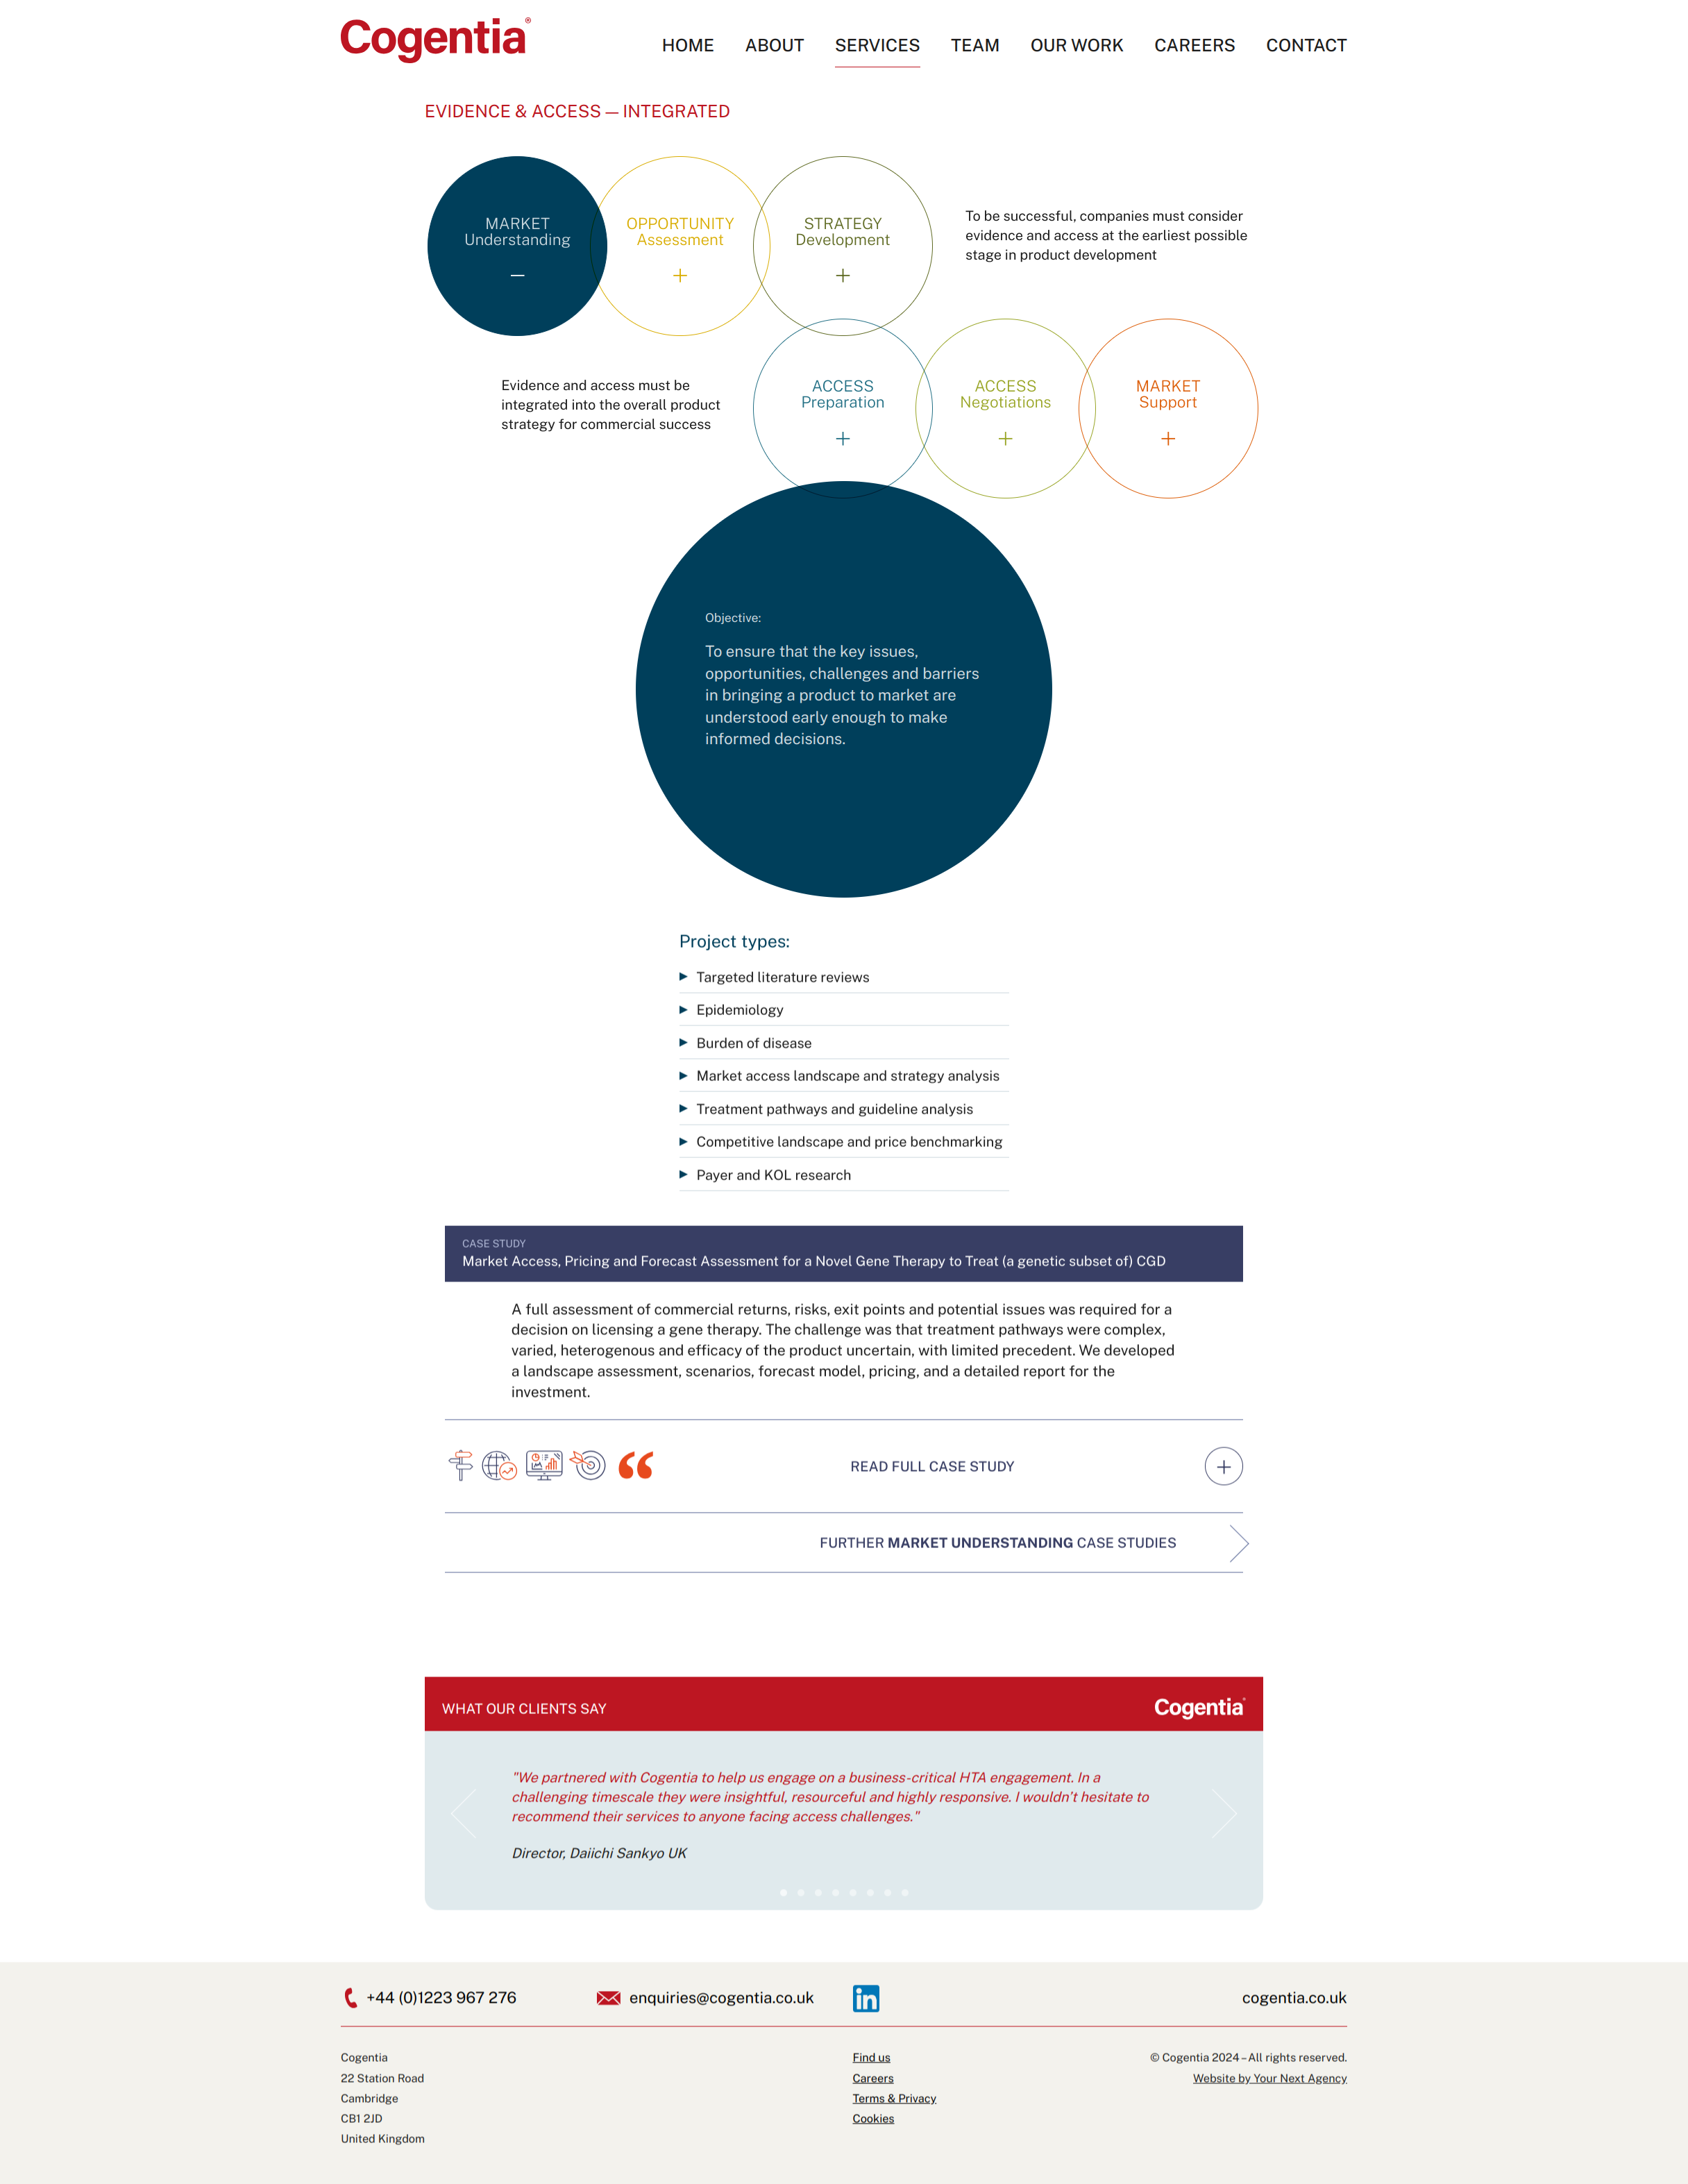 Cogentia®
HOME ABOUT SERVICES TEAM OUR WORK CAREERS CONTACT
EVIDENCE & ACCESS — INTEGRATED
MARKET
Understanding
–
OPPORTUNITY
Assessment
+
STRATEGY
Development
+
To be successful, companies must consider
evidence and access at the earliest possible
stage in product development
Evidence and access must be
integrated into the overall product
strategy for commercial success
ACCESS
Preparation
+
ACCESS
Negotiations
+
MARKET
Support
+
Objective:
To ensure that the key issues,
opportunities, challenges and barriers
in bringing a product to market are
understood early enough to make
informed decisions.
Project types:
Targeted literature reviews
Epidemiology
Burden of disease
Market access landscape and strategy analysis
Treatment pathways and guideline analysis
Competitive landscape and price benchmarking
Payer and KOL research
CASE STUDY
Market Access, Pricing and Forecast Assessment for a Novel Gene Therapy to Treat (a genetic subset of) CGD
A full assessment of commercial returns, risks, exit points and potential issues was required for a
decision on licensing a gene therapy. The challenge was that treatment pathways were complex,
varied, heterogenous and efficacy of the product uncertain, with limited precedent. We developed
a landscape assessment, scenarios, forecast model, pricing, and a detailed report for the
investment.
READ FULL CASE STUDY
+
FURTHER MARKET UNDERSTANDING CASE STUDIES
WHAT OUR CLIENTS SAY
Cogentia
"We partnered with Cogentia to help us engage on a business-critical HTA engagement. In a
challenging timescale they were insightful, resourceful and highly responsive. I wouldn't hesitate to
recommend their services to anyone facing access challenges."
Director, Daiichi Sankyo UK
+44 (0)1223 967 276
enquiries@cogentia.co.uk
in
cogentia.co.uk
Cogentia
22 Station Road
Cambridge
CB1 2JD
United Kingdom
Find us
Careers
Terms & Privacy
Cookies
© Cogentia 2024 – All rights reserved.
Website by Your Next Agency